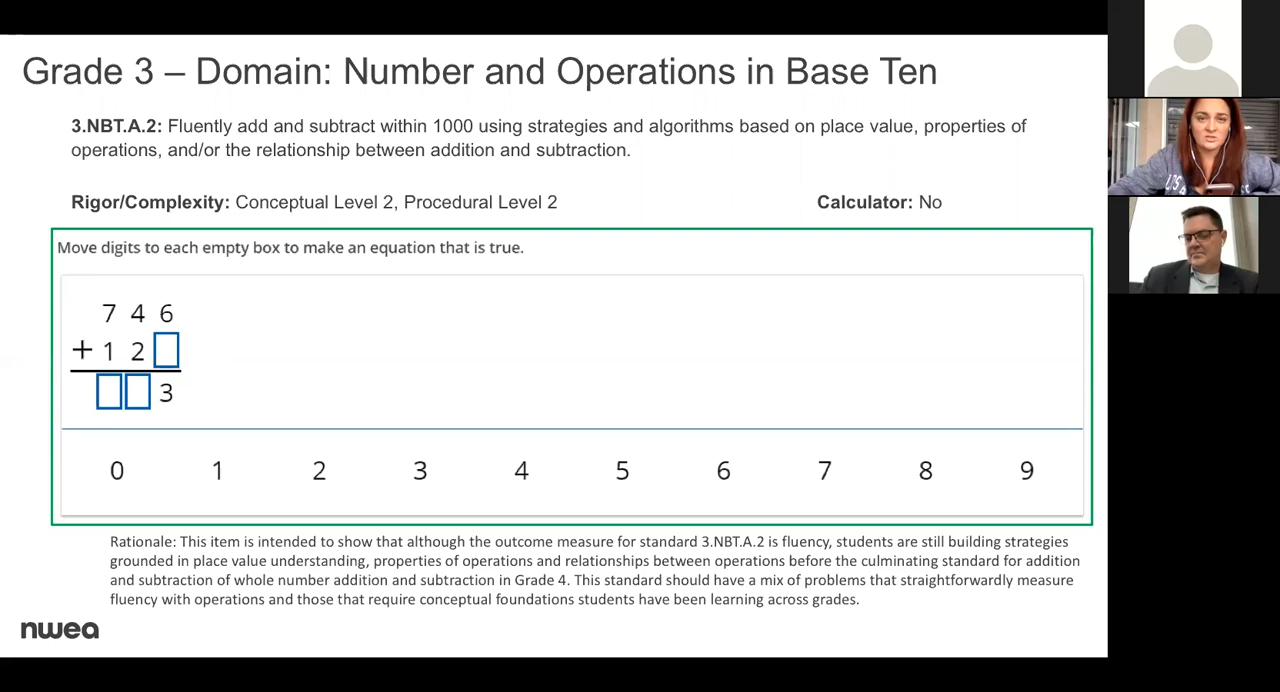 Grade 3 – Domain: Number and Operations in Base Ten
3.NBT.A.2: Fluently add and subtract within 1000 using strategies and algorithms based on place value, properties of
operations, and/or the relationship between addition and subtraction.
Rigor/Complexity: Conceptual Level 2, Procedural Level 2 Calculator: No
Move digits to each empty box to make an equation that is true.
7 4 6
+ 1 2
3
0 1 2 3 4 5 6 7 8 9
Rationale: This item is intended to show that although the outcome measure for standard 3.NBT.A.2 is fluency, students are still building strategies
grounded in place value understanding, properties of operations and relationships between operations before the culminating standard for addition
and subtraction of whole number addition and subtraction in Grade 4. This standard should have a mix of problems that straightforwardly measure
fluency with operations and those that require conceptual foundations students have been learning across grades.
nwea